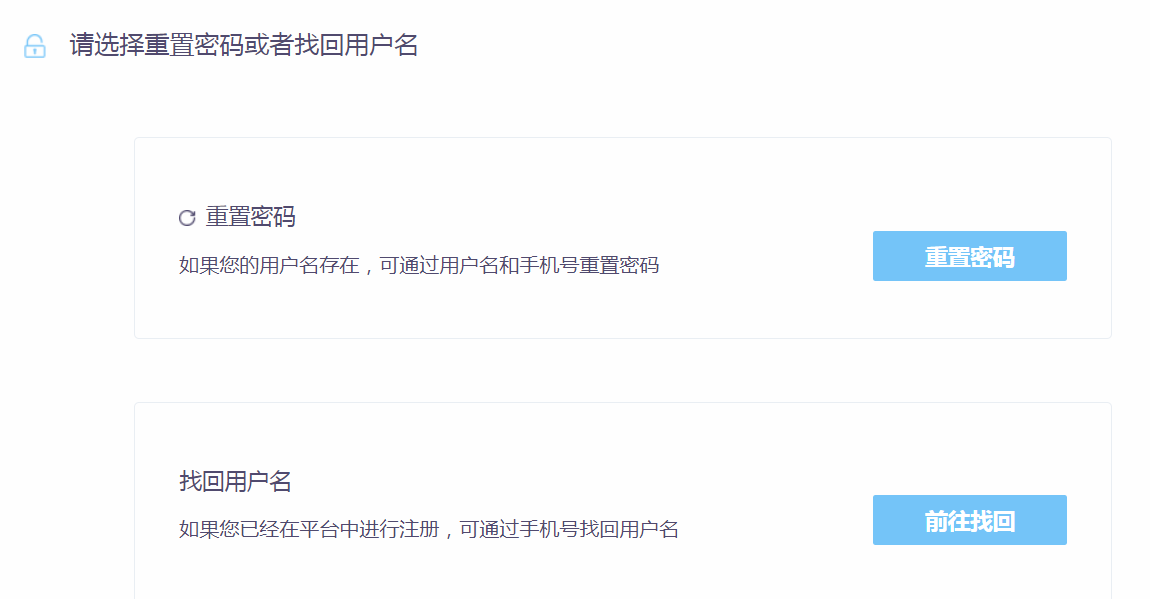 请选择重置密码或者找回用户名
重置密码
如果您的用户名存在，可通过用户名和手机号重置密码
重置密码
找回用户名
如果您已经在平台中进行注册，可通过手机号找回用户名
前往找回